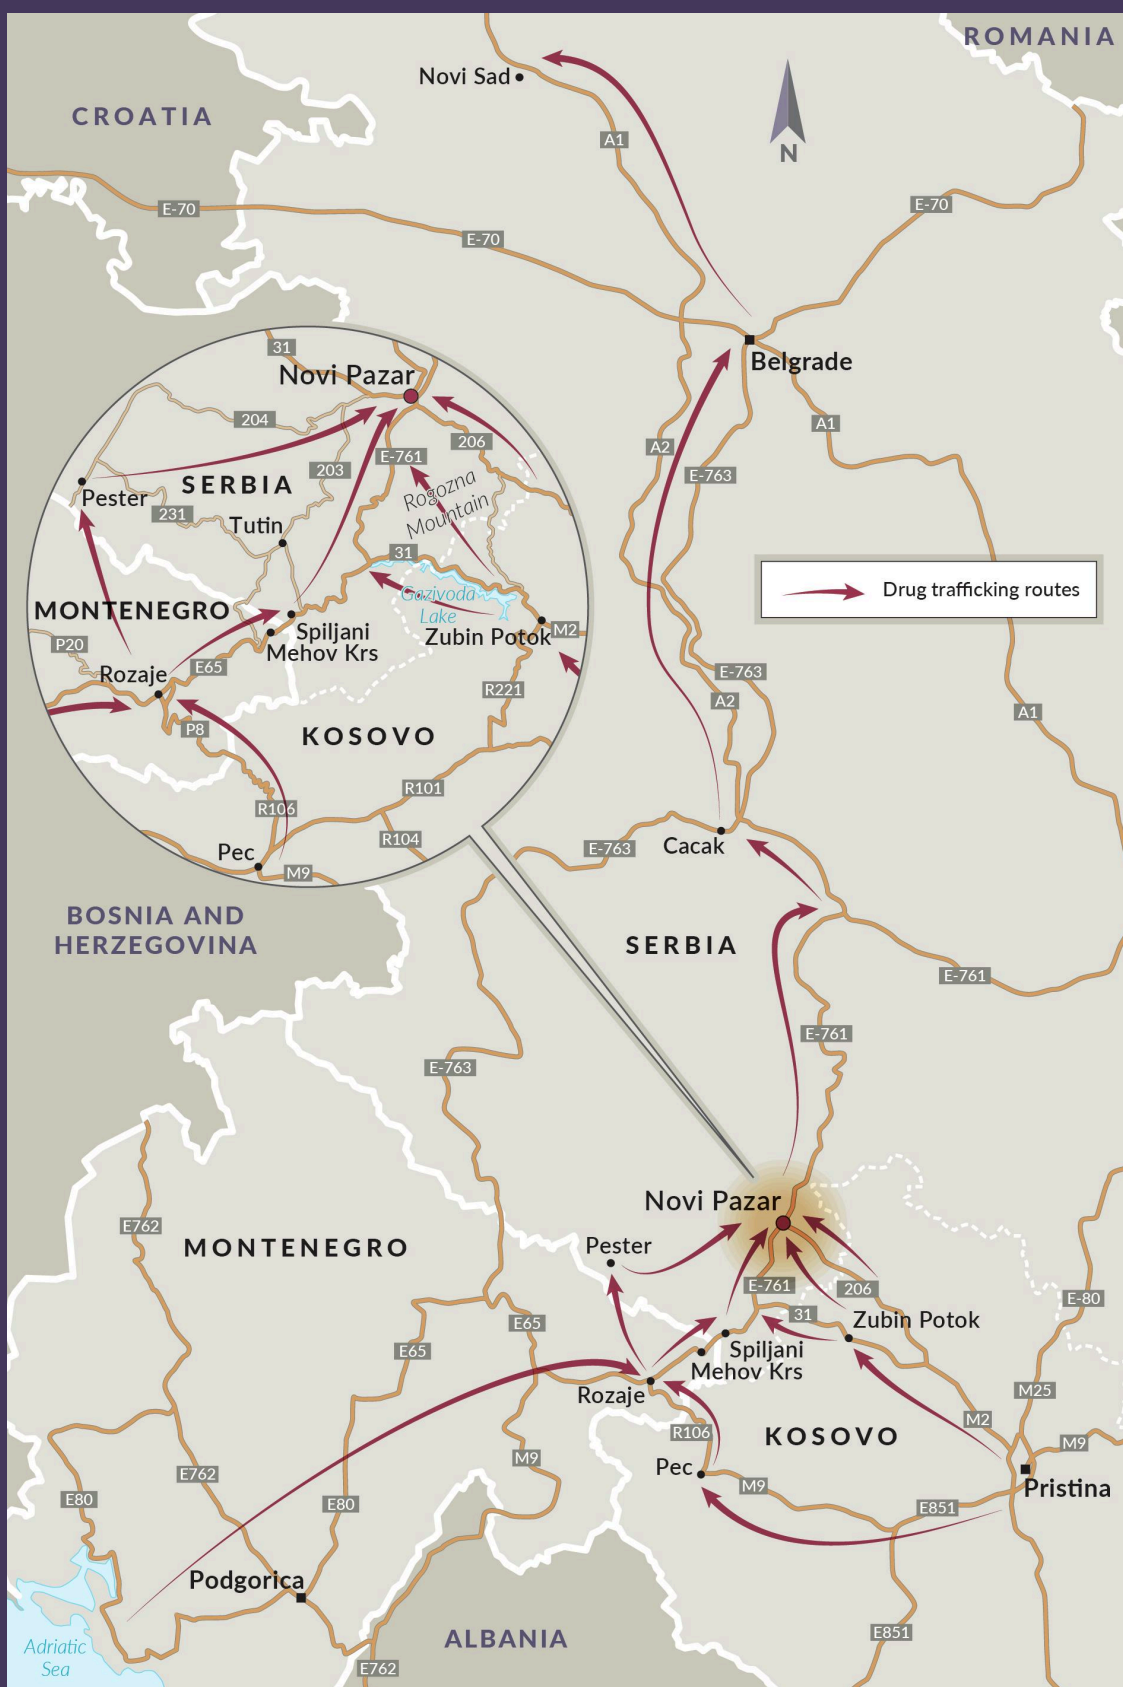 ROMANIA
Novi Sad
CROATIA
A1
N
E-70
E-70
E-70
Belgrade
31
Novi Pazar
204
206
A2
A1
E-761
E-763
203
SERBIA
Rogozna
Mountain
Pester
231
Tutin
31
Drug trafficking routes
Gazivoda
Lake
MONTENEGRO
Spiljani
Zubin Potok
M2
P20
Mehov Krs
E65
Rozaje
E-763
R221
A2
A1
P8
KOSOVO
R101
R106
R104
Cacak
E-763
Pec
M9
BOSNIA AND
HERZEGOVINA
SERBIA
E-761
E-761
E-763
Novi Pazar
E762
MONTENEGRO
Pester
E-761
206
E-80
31
E65
Zubin Potok
E65
Spiljani
Mehov Krs
Rozaje
M25
M2
R106
KOSOVO
M9
M9
Pec
E762
M9
Pristina
E80
E80
E851
Podgorica
E851
ALBANIA
Adriatic
Sea
E762